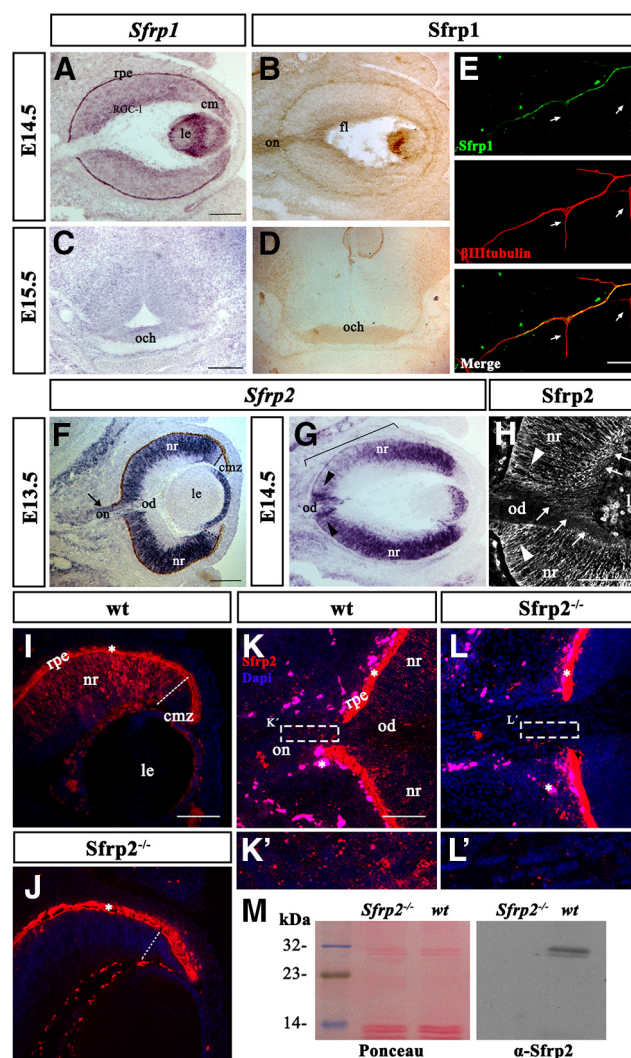 Sfrp1 Sfrp1
E14.5
A rpe RGC-l cm le
B on fl
E
Sfrp1
βIIItubulin
Merge
E15.5
C och
D och
Sfrp2 Sfrp2
E13.5
F nr cmz le od on nr
E14.5
G nr od nr
H nr od nr
wt wt Sfrp2-/-
I rpe * nr cmz le
K Sfrp2 Dapi * nr rpe K´ od on * nr
L * L´ *
Sfrp2-/-
K' L'
J *
M Sfrp2-/- wt Sfrp2-/- wt
kDa
32-
23-
14-
Ponceau α-Sfrp2